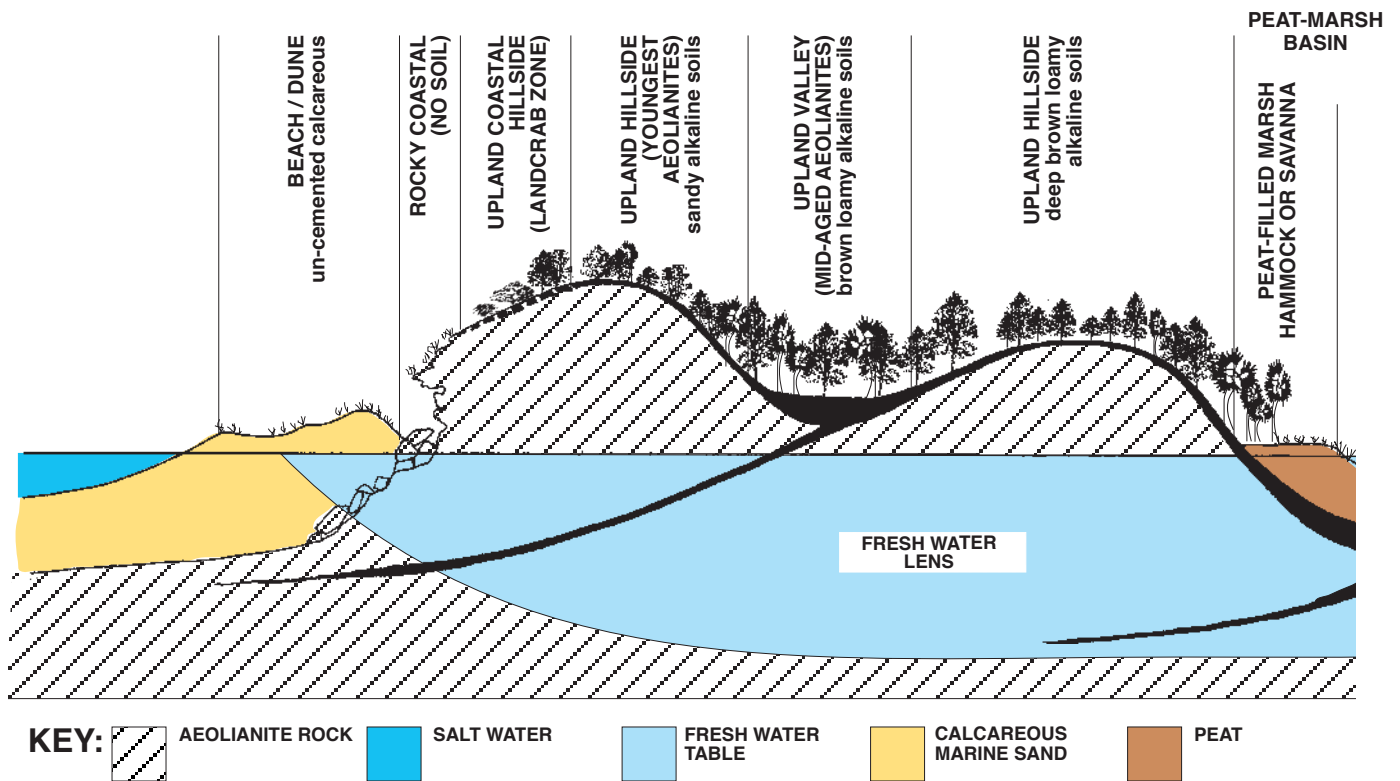 BEACH / DUNE
un-cemented calcareous
ROCKY COASTAL
(NO SOIL)
UPLAND COASTAL
HILLSIDE
(LANDCRAB ZONE)
UPLAND HILLSIDE
(YOUNGEST
AEOLIANITES)
sandy alkaline soils
UPLAND VALLEY
(MID-AGED AEOLIANITES)
brown loamy alkaline soils
UPLAND HILLSIDE
deep brown loamy
alkaline soils
PEAT-MARSH
BASIN
PEAT-FILLED MARSH
HAMMOCK OR SAVANNA
FRESH WATER
LENS
KEY:
AEOLIANITE ROCK
SALT WATER
FRESH WATER
TABLE
CALCAREOUS
MARINE SAND
PEAT